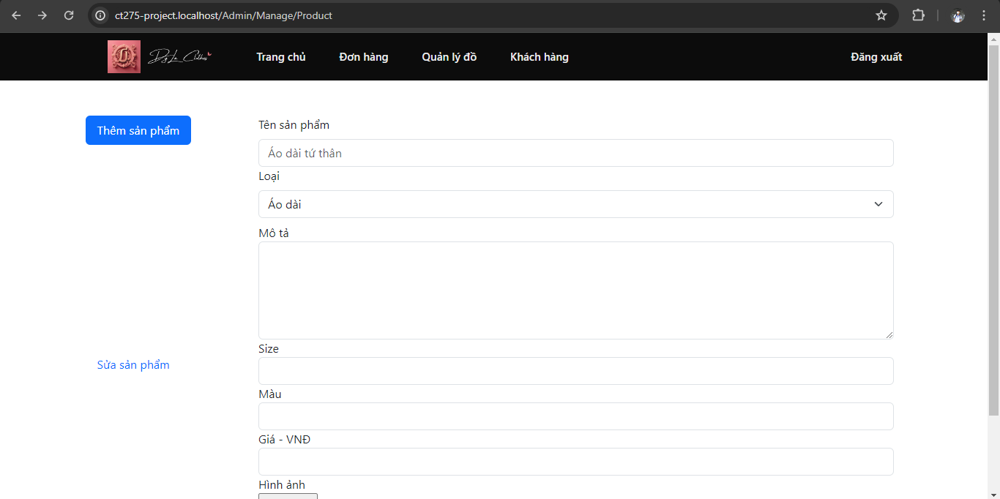 ct275-project.localhost/Admin/Manage/Product
DyLa Clothes
Trang chủ
Đơn hàng
Quản lý đồ
Khách hàng
Đăng xuất
Thêm sản phẩm
Sửa sản phẩm
Tên sản phẩm
Áo dài tứ thân
Loại
Áo dài
Mô tả
Size
Màu
Giá - VNĐ
Hình ảnh